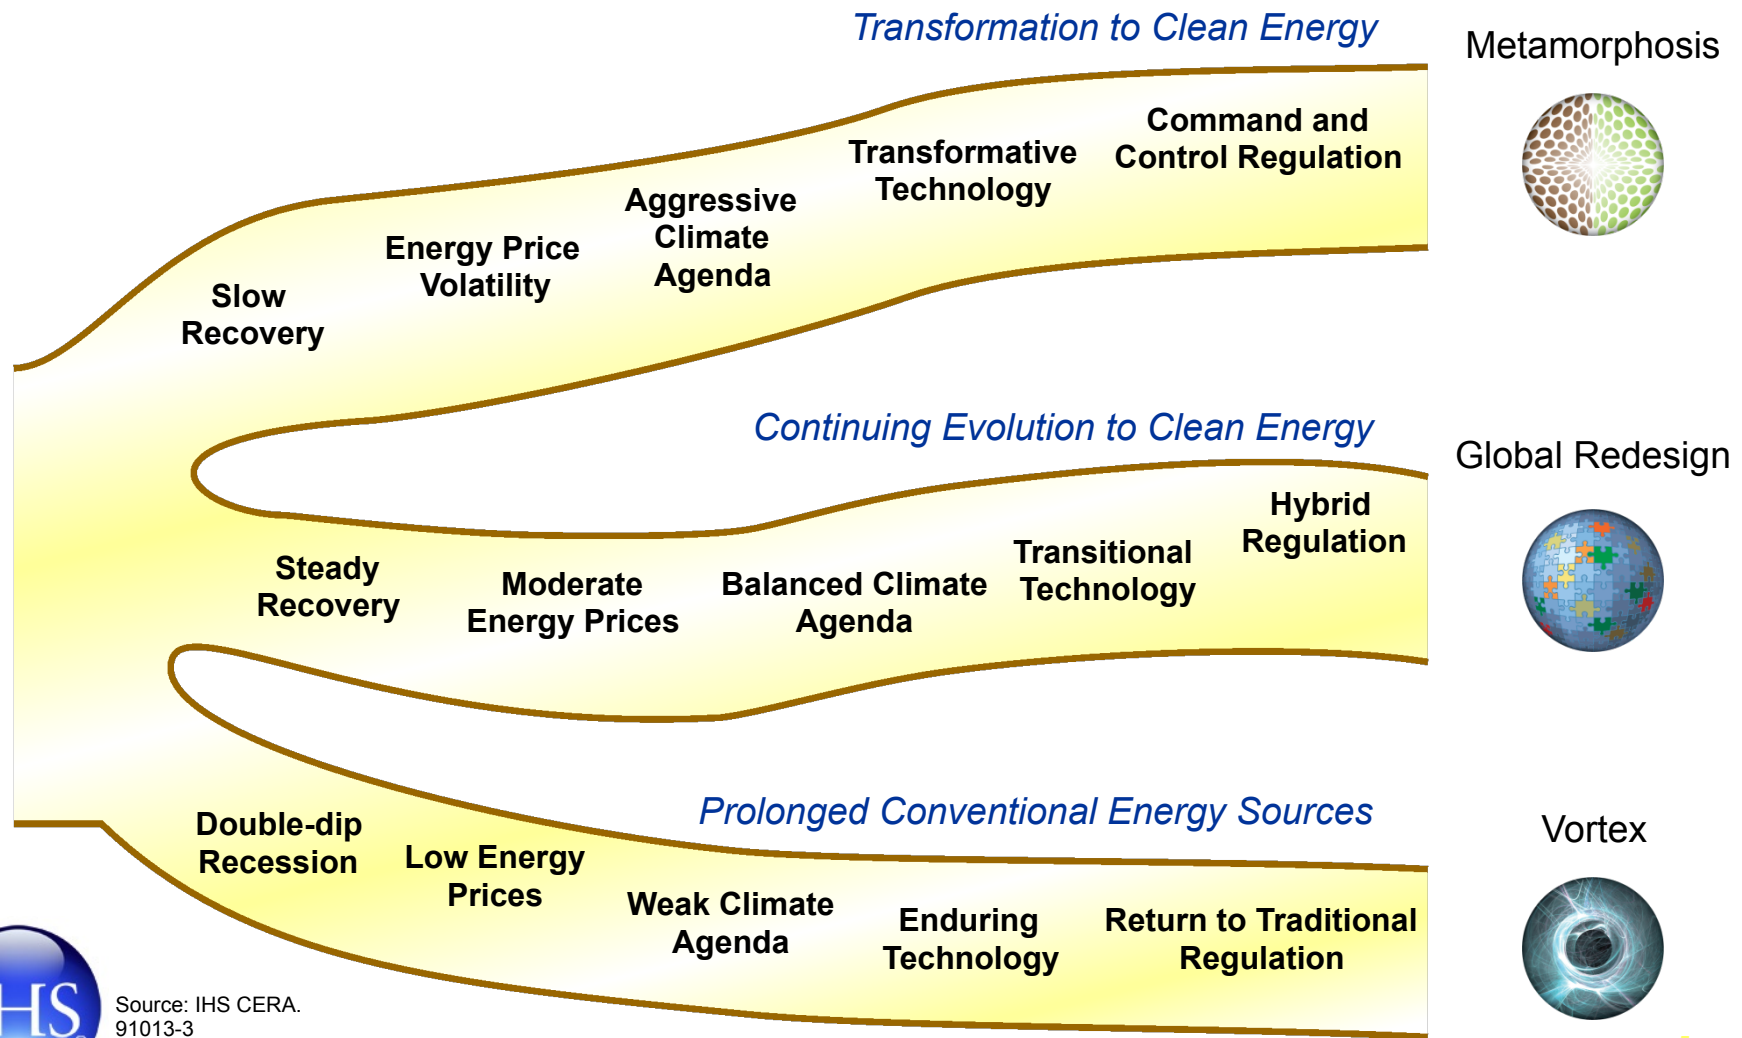 Transformation to Clean Energy
Metamorphosis
Command and
Control Regulation
Transformative
Technology
Aggressive
Climate
Agenda
Energy Price
Volatility
Slow
Recovery
Continuing Evolution to Clean Energy
Global Redesign
Hybrid
Regulation
Transitional
Technology
Balanced Climate
Agenda
Moderate
Energy Prices
Steady
Recovery
Prolonged Conventional Energy Sources
Vortex
Double-dip
Recession
Low Energy
Prices
Weak Climate
Agenda
Enduring
Technology
Return to Traditional
Regulation
HS
Source: IHS CERA.
91013-3